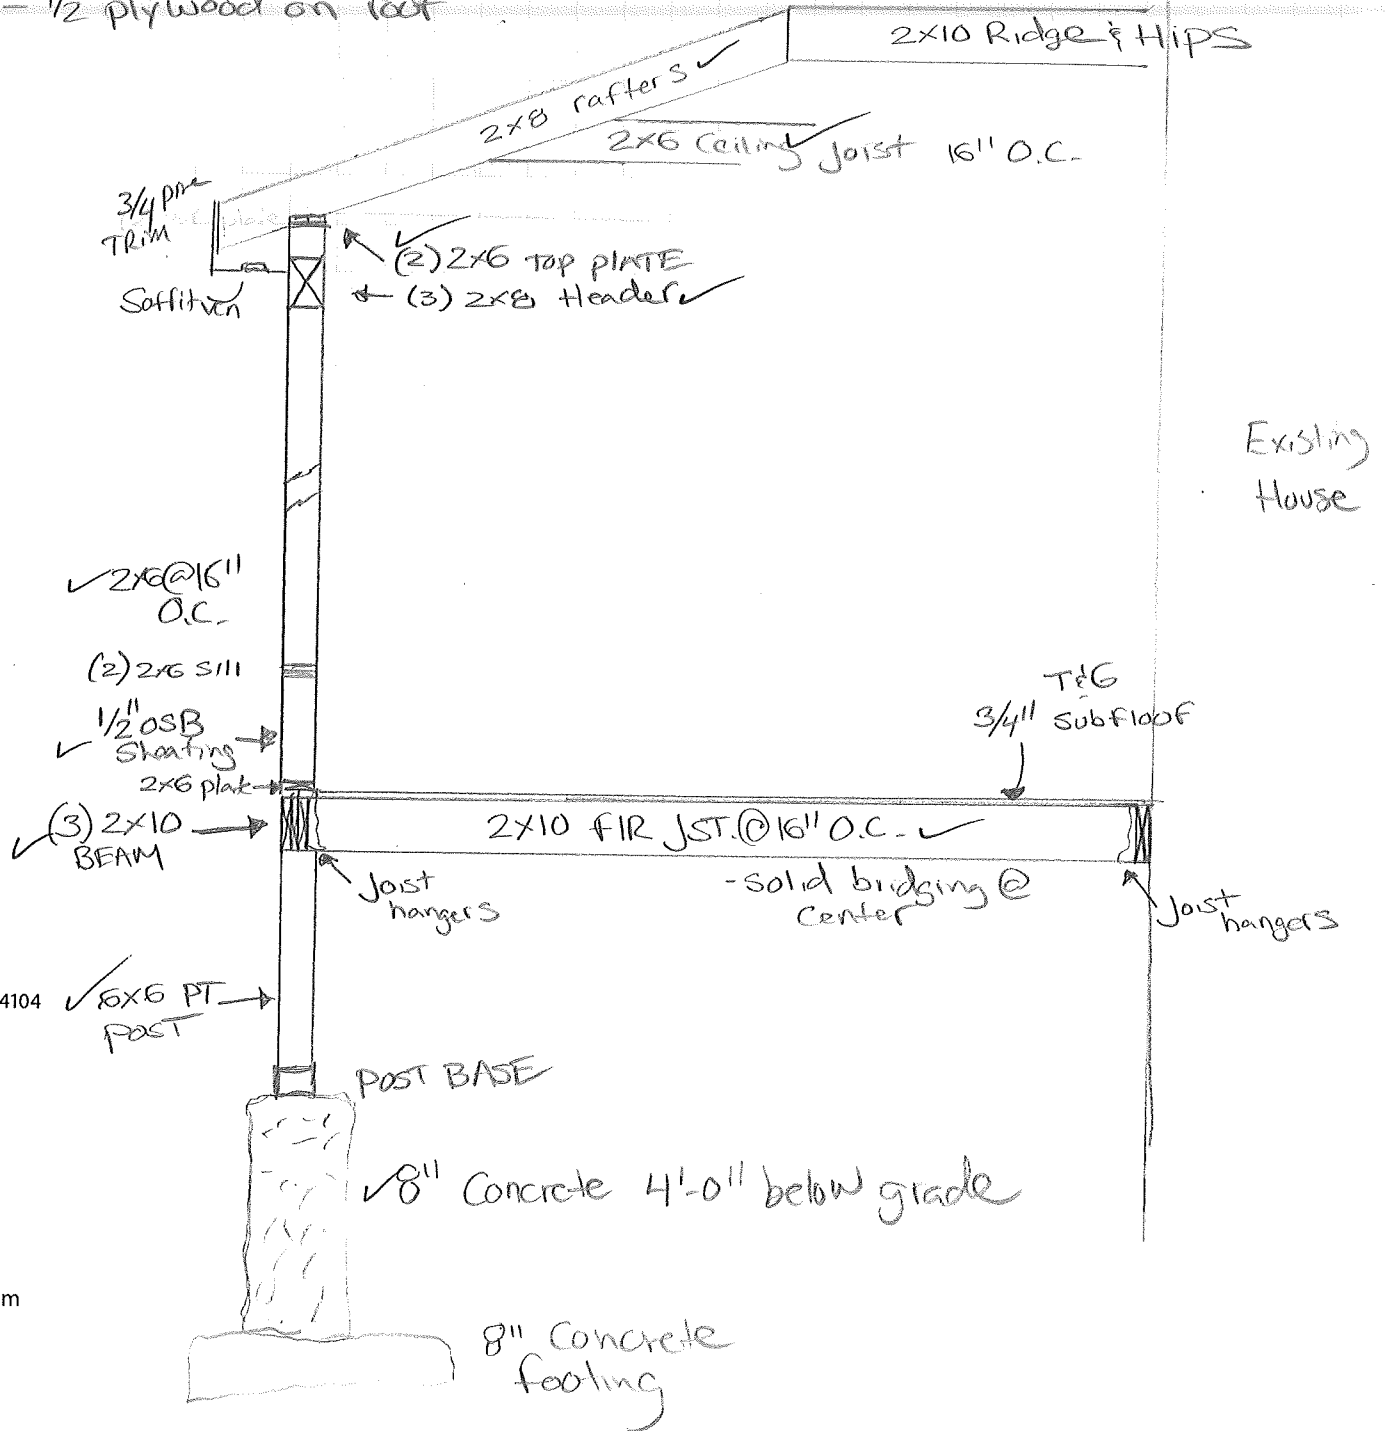 - 1/2 plywood on roof
2x10 Ridge & Hips
2x8 rafters ✓
2x6 Ceiling Joist 16" O.C.
3/4 pine
TRIM
(2) 2x6 TOP PLATE
(3) 2x8 Header ✓
Soffitven
Existing
House
✓ 2x6@16"
O.C.
(2) 2x6 Sill
1/2" OSB
✓ Sheating
2x6 plate
T&G
3/4" Subfloor
✓ (3) 2x10
BEAM
2x10 FIR JST.@16" O.C. ✓
Joist
hangers
-Solid bridging @
Center
Joist
hangers
4104
✓ 6x6 PT
POST
POST BASE
✓ 8" Concrete 4'-0" below grade
m
8" Concrete
footing